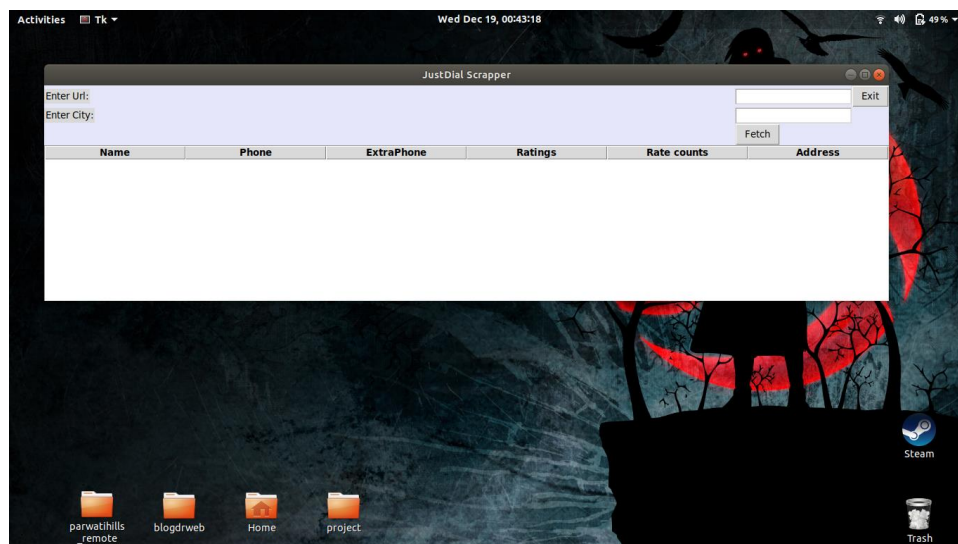 Activities Tk Wed Dec 19, 00:43:18 49 %
JustDial Scrapper
Enter Url: Exit
Enter City:
Fetch
Name Phone ExtraPhone Ratings Rate counts Address
Steam
parwatihills
_remote
blogdrweb
Home
project
Trash